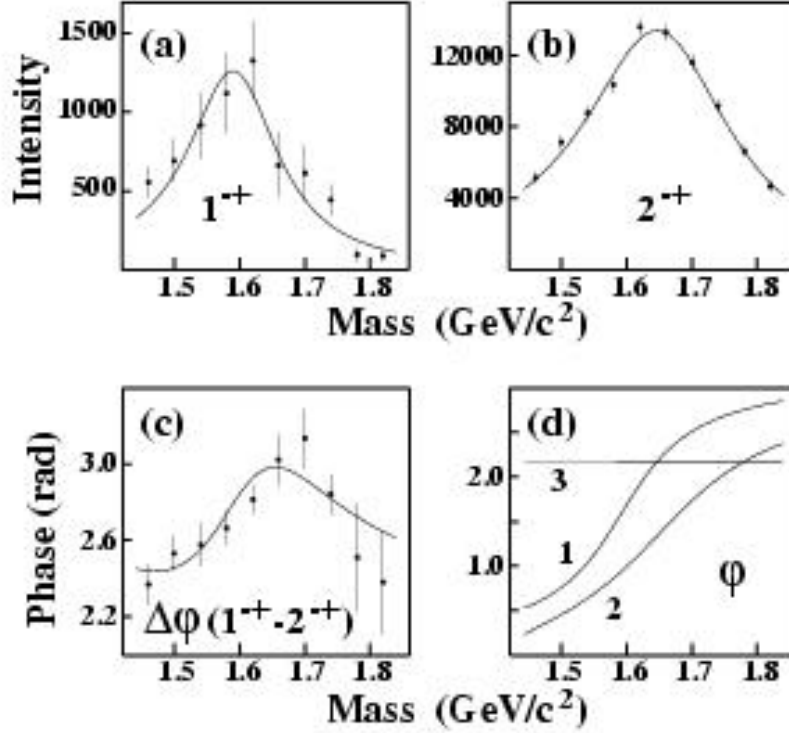 (a)
Intensity
1500
1000
500
1⁻⁺
1.5 1.6 1.7 1.8
(b)
12000
8000
4000
2⁻⁺
1.5 1.6 1.7 1.8
Mass (GeV/c²)
(c)
Phase (rad)
3.0
2.6
2.2
Δφ(1⁻⁺-2⁻⁺)
1.5 1.6 1.7 1.8
(d)
2.0
1.0
3
1
2
φ
1.5 1.6 1.7 1.8
Mass (GeV/c²)